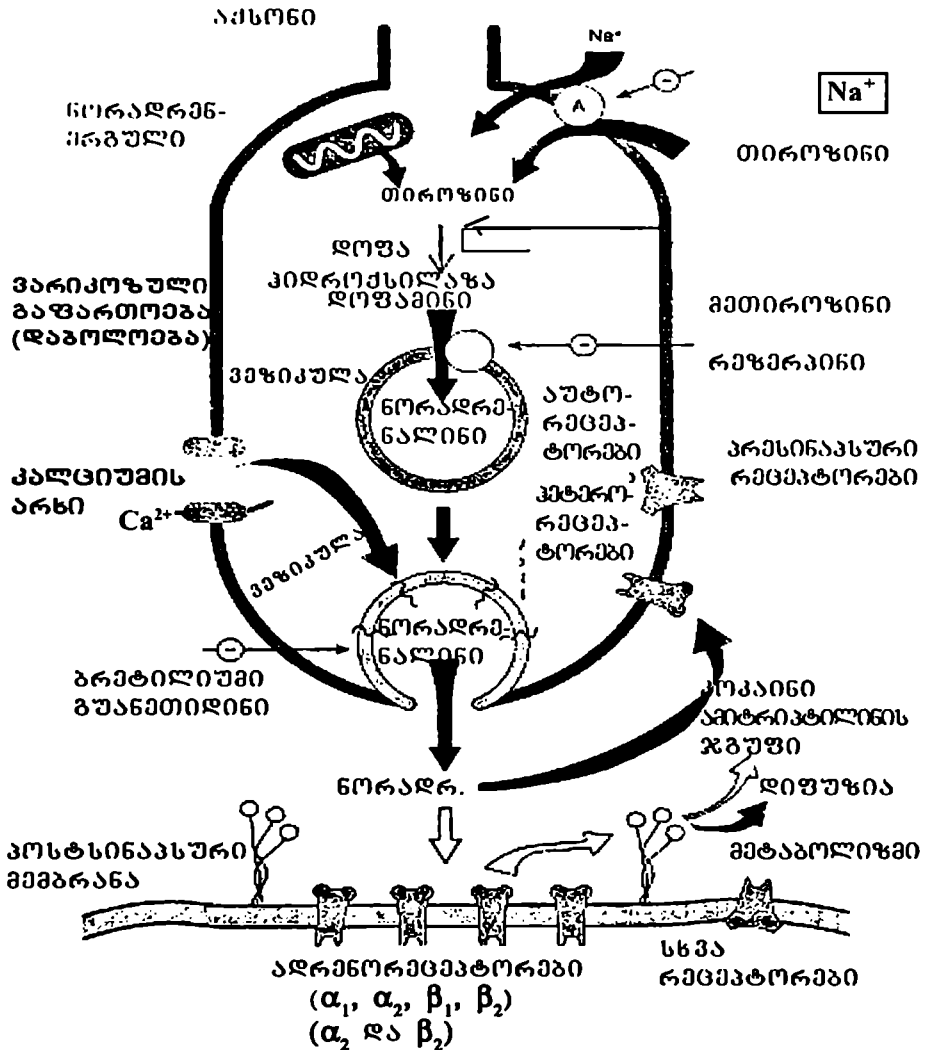 აქსონი
Na⁺
A
Na⁺
ნორადრენ-
ერგული
თიროზინი
თიროზინი
დოფა
ჰიდროქსილაზა
დოფამინი
ვარიკოზული
გაფართოება
(დაბოლოება)
მეთიროზინი
რეზერპინი
ვეზიკულა
ნორადრე-
ნალინი
აუტო-
რეცეპ-
ტორები
პრესინაპსური
რეცეპტორები
კალციუმის
არხი
Ca²⁺
ჰეტერო-
რეცეპ-
ტორები
ვეზიკულა
ნორადრე-
ნალინი
ბრეტილიუმი
გუანეთიდინი
კოკაინი
ამიტრიპტილინის
ჯგუფი
ნორადრ.
დიფუზია
პოსტსინაპსური
მემბრანა
მეტაბოლიზმი
ადრენორეცეპტორები
(α₁, α₂, β₁, β₂)
(α₂ და β₂)
სხვა
რეცეპტორები